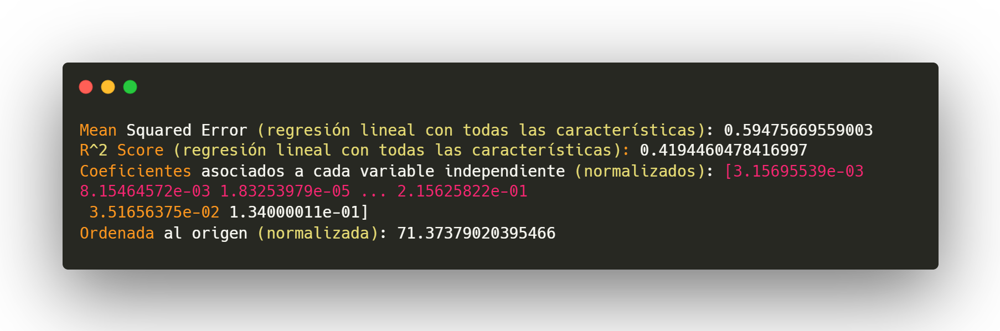 Mean Squared Error (regresión lineal con todas las características): 0.59475669559003
R^2 Score (regresión lineal con todas las características): 0.4194460478416997
Coeficientes asociados a cada variable independiente (normalizados): [3.15695539e-03
8.15464572e-03 1.83253979e-05 ... 2.15625822e-01
3.51656375e-02 1.34000011e-01]
Ordenada al origen (normalizada): 71.37379020395466